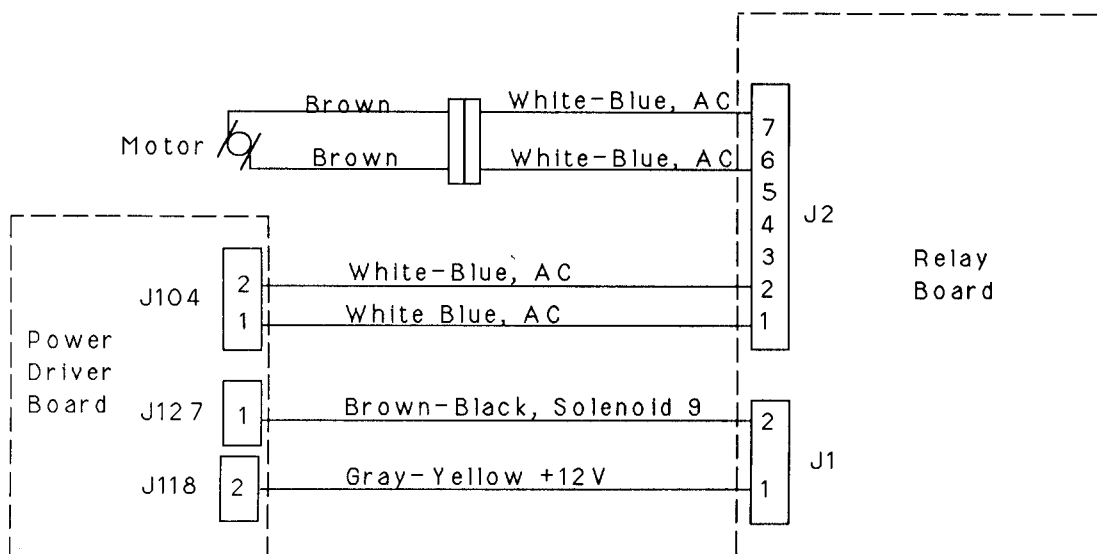 Brown White-Blue, AC 7
Motor
Brown White-Blue, AC 6
5
4
J2
3
White-Blue, AC
J104 2 2
1 White Blue, AC 1
Relay
Board
Power
Driver
Board
J127 1 Brown-Black, Solenoid 9 2
J1
J118 2 Gray-Yellow +12V 1